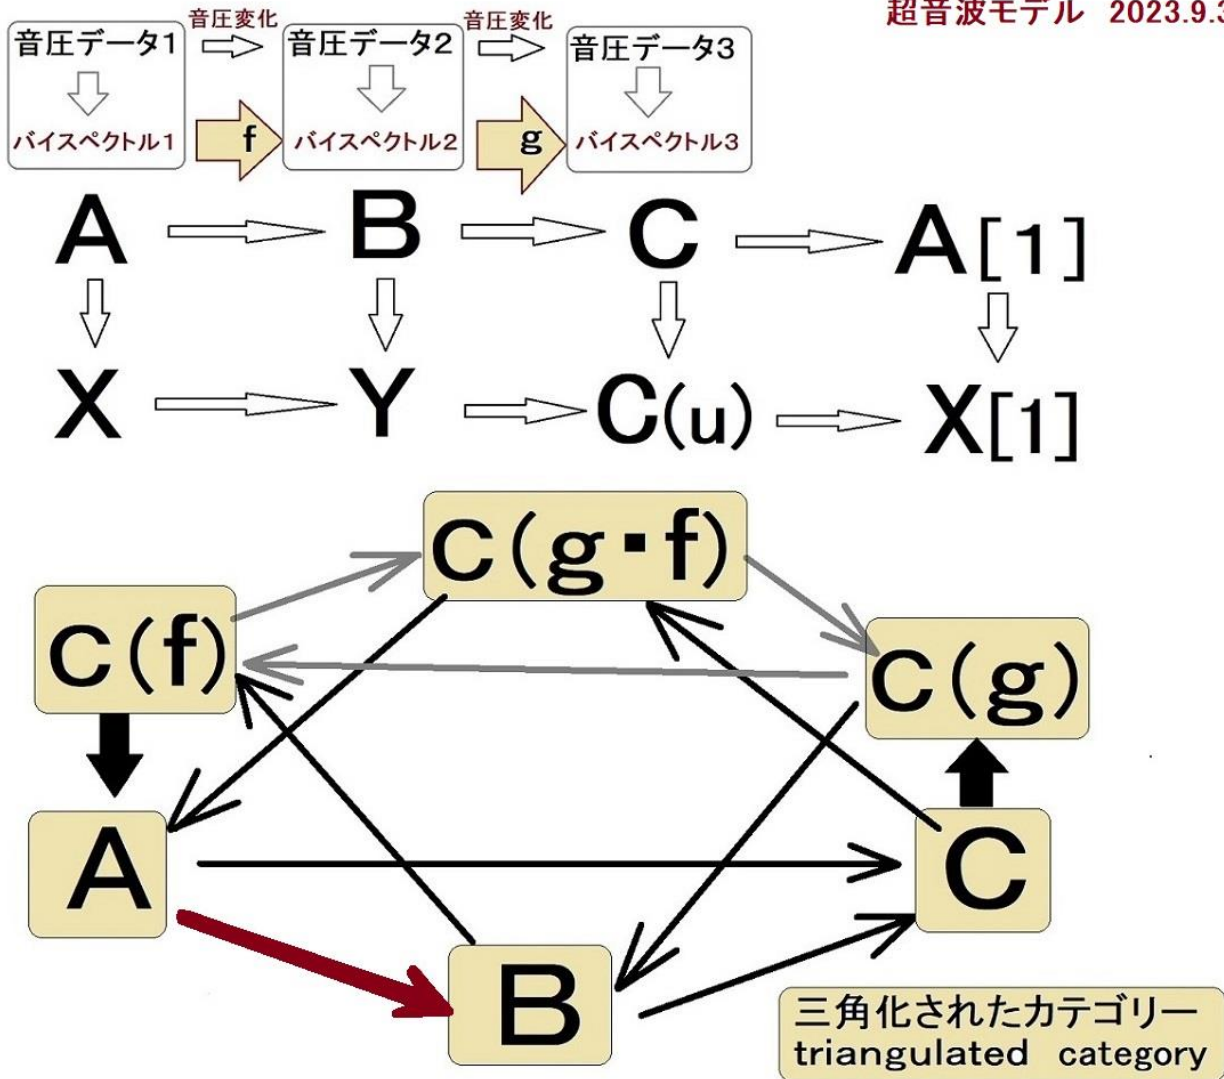 超音波モデル 2023.9.3
音圧変化 音圧変化
音圧データ1 音圧データ2 音圧データ3
バイスペクトル1 f バイスペクトル2 g バイスペクトル3
A B C A[1]
X Y C(u) X[1]
C(g・f)
C(f)
C(g)
A
C
B
三角化されたカテゴリー
triangulated category